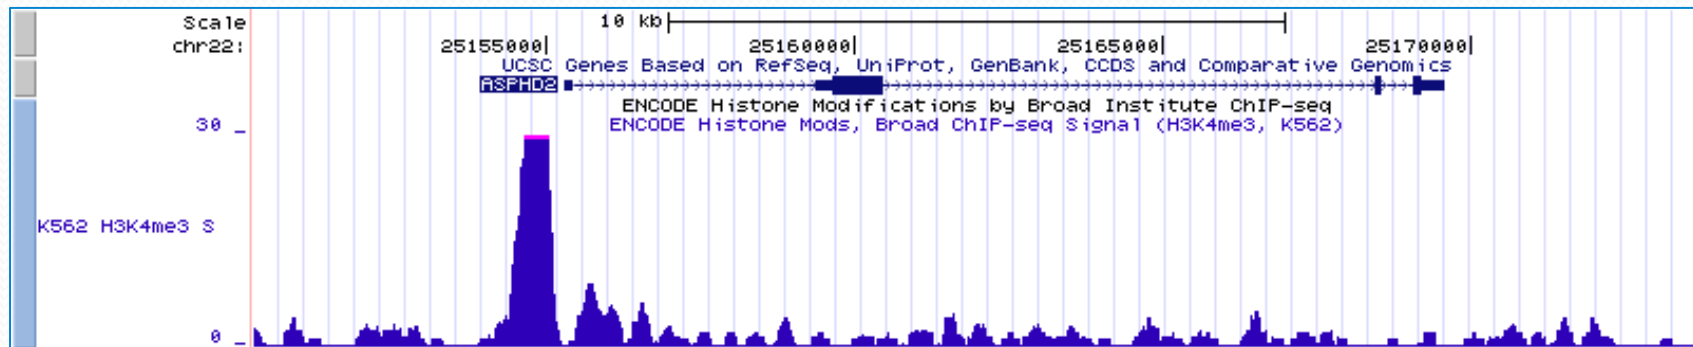 Scale 10 kb
chr22: 25155000| 25160000| 25165000| 25170000|
UCSC Genes Based on RefSeq, UniProt, GenBank, CCDS and Comparative Genomics
ASPHD2
ENCODE Histone Modifications by Broad Institute ChIP-seq
30 _ ENCODE Histone Mods, Broad ChIP-seq Signal (H3K4me3, K562)
K562 H3K4me3 S
0 _